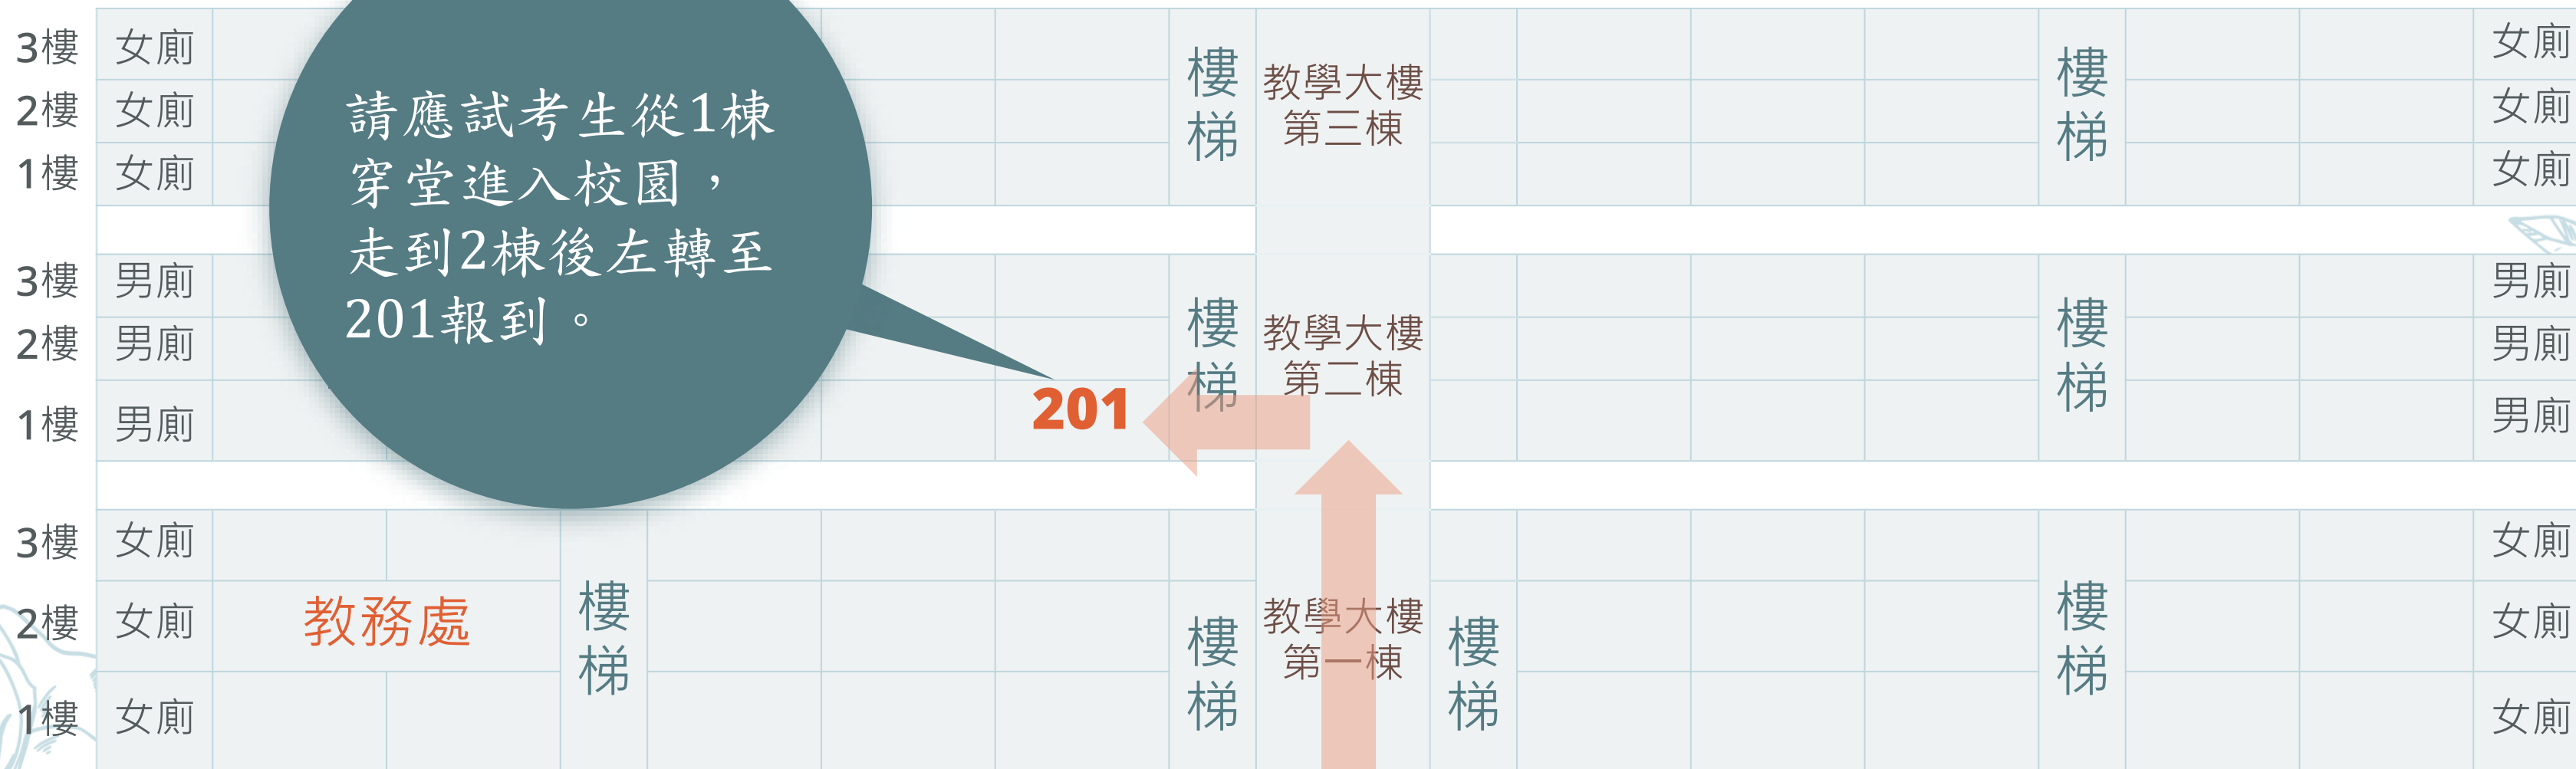 3樓 女廁 女廁
2樓 女廁 女廁
1樓 女廁 女廁
樓梯
教學大樓
第三棟
樓梯
請應試考生從1棟
穿堂進入校園，
走到2棟後左轉至
201報到。
3樓 男廁 男廁
2樓 男廁 男廁
1樓 男廁 男廁
201
樓梯
教學大樓
第二棟
樓梯
3樓 女廁 女廁
2樓 女廁 教務處 女廁
1樓 女廁 女廁
樓梯
樓梯
教學大樓
第一棟
樓梯
樓梯